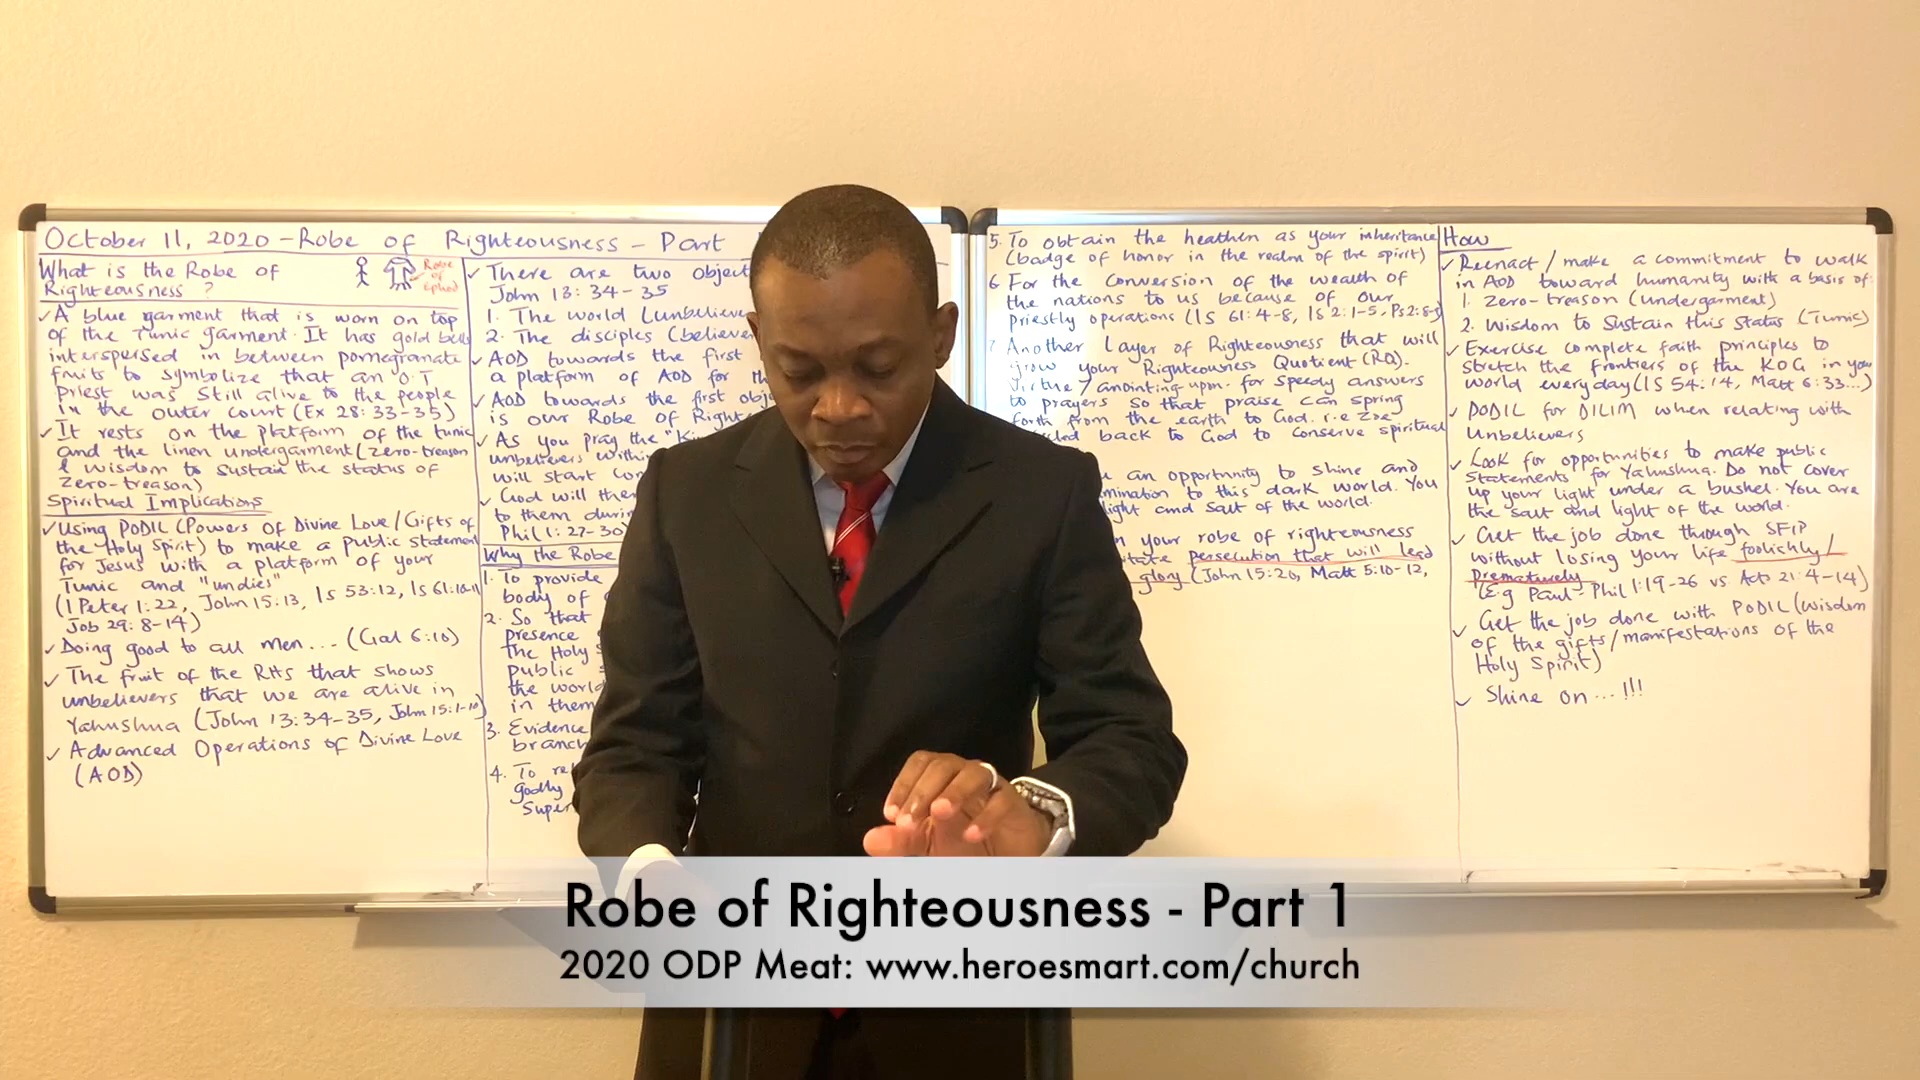 October 11, 2020 - Robe of Righteousness - Part
What is the Robe of
Righteousness ?
Robe
of
Ephod
✓ A blue garment that is worn on top
of the Tunic garment. It has gold bells
interspersed in between pomegranate
fruits to symbolize that an O.T
Priest was still alive to the people
in the outer court (Ex 28: 33-35)
✓ It rests on the platform of the tunic
and the linen undergarment (zero-treason
& wisdom to sustain the status of
zero-treason)
Spiritual Implications
✓ Using PODIL (Powers of Divine Love/Gifts of
the Holy Spirit) to make a public statement
for Jesus with a platform of your
Tunic and "undies"
(1 Peter 1:22, John 15:13, Is 53:12, Is 61:10-11
Job 29: 8-14)
✓ Doing good to all men... (Gal 6:10)
✓ The fruit of the RHS that shows
unbelievers that we are alive in
Yahushua (John 13:34-35, John 15:1-10)
✓ Advanced Operations of Divine Love
(AOD)
✓ There are two object
John 13: 34-35
1. The world (unbelieve
2. The disciples (believe
✓ AOD towards the first
a platform of AOD for th
✓ AOD towards the first obj
is our Robe of Right
✓ As you pray the "Ki
unbelievers within
will start con
✓ God will the
to them durin
Phil 1: 27-30)
Why the Robe
1. To provide
body of
2. So that
presence
the Holy S
public
the world
in them
3. Evidence
branch
4. To re
godly
Super
5. To obtain the heathen as your inheritance
(badge of honor in the realm of the spirit)
6. For the Conversion of the wealth of
the nations to us because of our
priestly operations (Is 61:4-8, Is 2:1-5, Ps 2:8-9)
7. Another Layer of Righteousness that will
grow your Righteousness Quotient (RQ).
Virtue / anointing-upon for speedy answers
to prayers so that praise can spring
forth from the earth to God. i.e Zoe
back to God to conserve spiritual
an opportunity to shine and
mination to this dark world. You
light and salt of the world.
your robe of righteousness
persecution that will lead
glory (John 15:20, Matt 5:10-12,
How
✓ Reenact / make a commitment to walk
in AOD toward humanity with a basis of:
1. Zero-treason (undergarment)
2. Wisdom to Sustain this Status (Tunic)
✓ Exercise complete faith principles to
stretch the frontiers of the KOG in your
world everyday (IS 54:14, Matt 6:33...)
✓ PODIL for DILIM when relating with
Unbelievers
✓ Look for opportunities to make public
Statements for Yahushua. Do not cover
up your light under a bushel. You are
the salt and light of the world.
✓ Get the job done through SFIP
without losing your life foolishly/
prematurely
(E.g Paul - Phil 1:19-26 vs Acts 21:4-14)
✓ Get the job done with PODIL (wisdom
of the gifts/manifestations of the
Holy Spirit)
✓ Shine on...!!!
Robe of Righteousness - Part 1
2020 ODP Meat: www.heroesmart.com/church